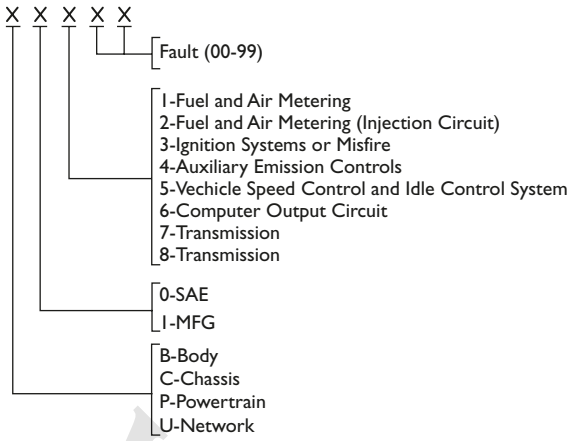 X X X X X
Fault (00-99)
1-Fuel and Air Metering
2-Fuel and Air Metering (Injection Circuit)
3-Ignition Systems or Misfire
4-Auxiliary Emission Controls
5-Vechicle Speed Control and Idle Control System
6-Computer Output Circuit
7-Transmission
8-Transmission
0-SAE
1-MFG
B-Body
C-Chassis
P-Powertrain
U-Network